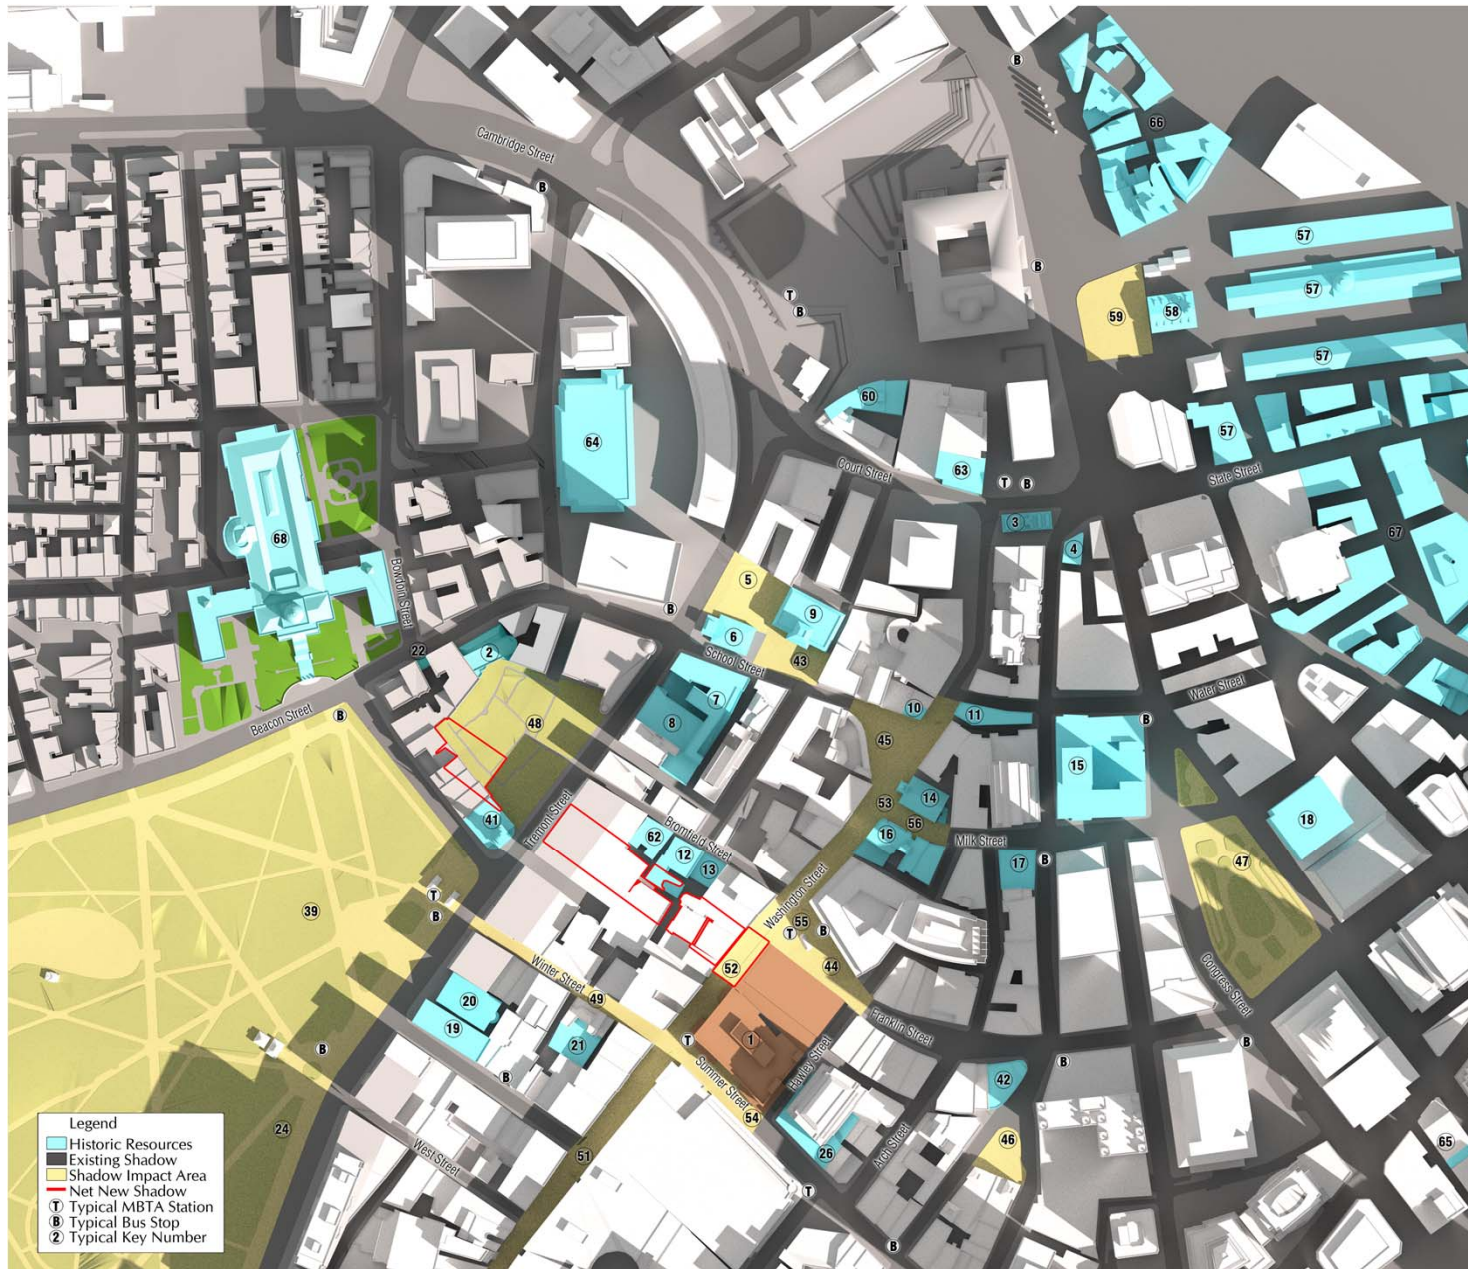 B
66
Cambridge Street
B
57
B
57
T
B
59
58
57
60
64
57
Court Street
63
State Street
T
B
3
68
4
67
Bowdoin Street
5
9
B
6
43
School Street
22
2
Water Street
7
10
11
B
Beacon Street
B
48
8
45
15
41
Tremont Street
Bromfield Street
53
14
56
18
62
12
16
Milk Street
13
17
B
47
Washington Street
T
B
39
55
T
B
52
44
Winter Street
Congress Street
20
49
19
Franklin Street
21
T
1
B
B
B
Summer Street
Hawley Street
B
42
54
24
46
West Street
51
26
Arch Street
65
T
B
Legend
Historic Resources
Existing Shadow
Shadow Impact Area
Net New Shadow
T Typical MBTA Station
B Typical Bus Stop
2 Typical Key Number